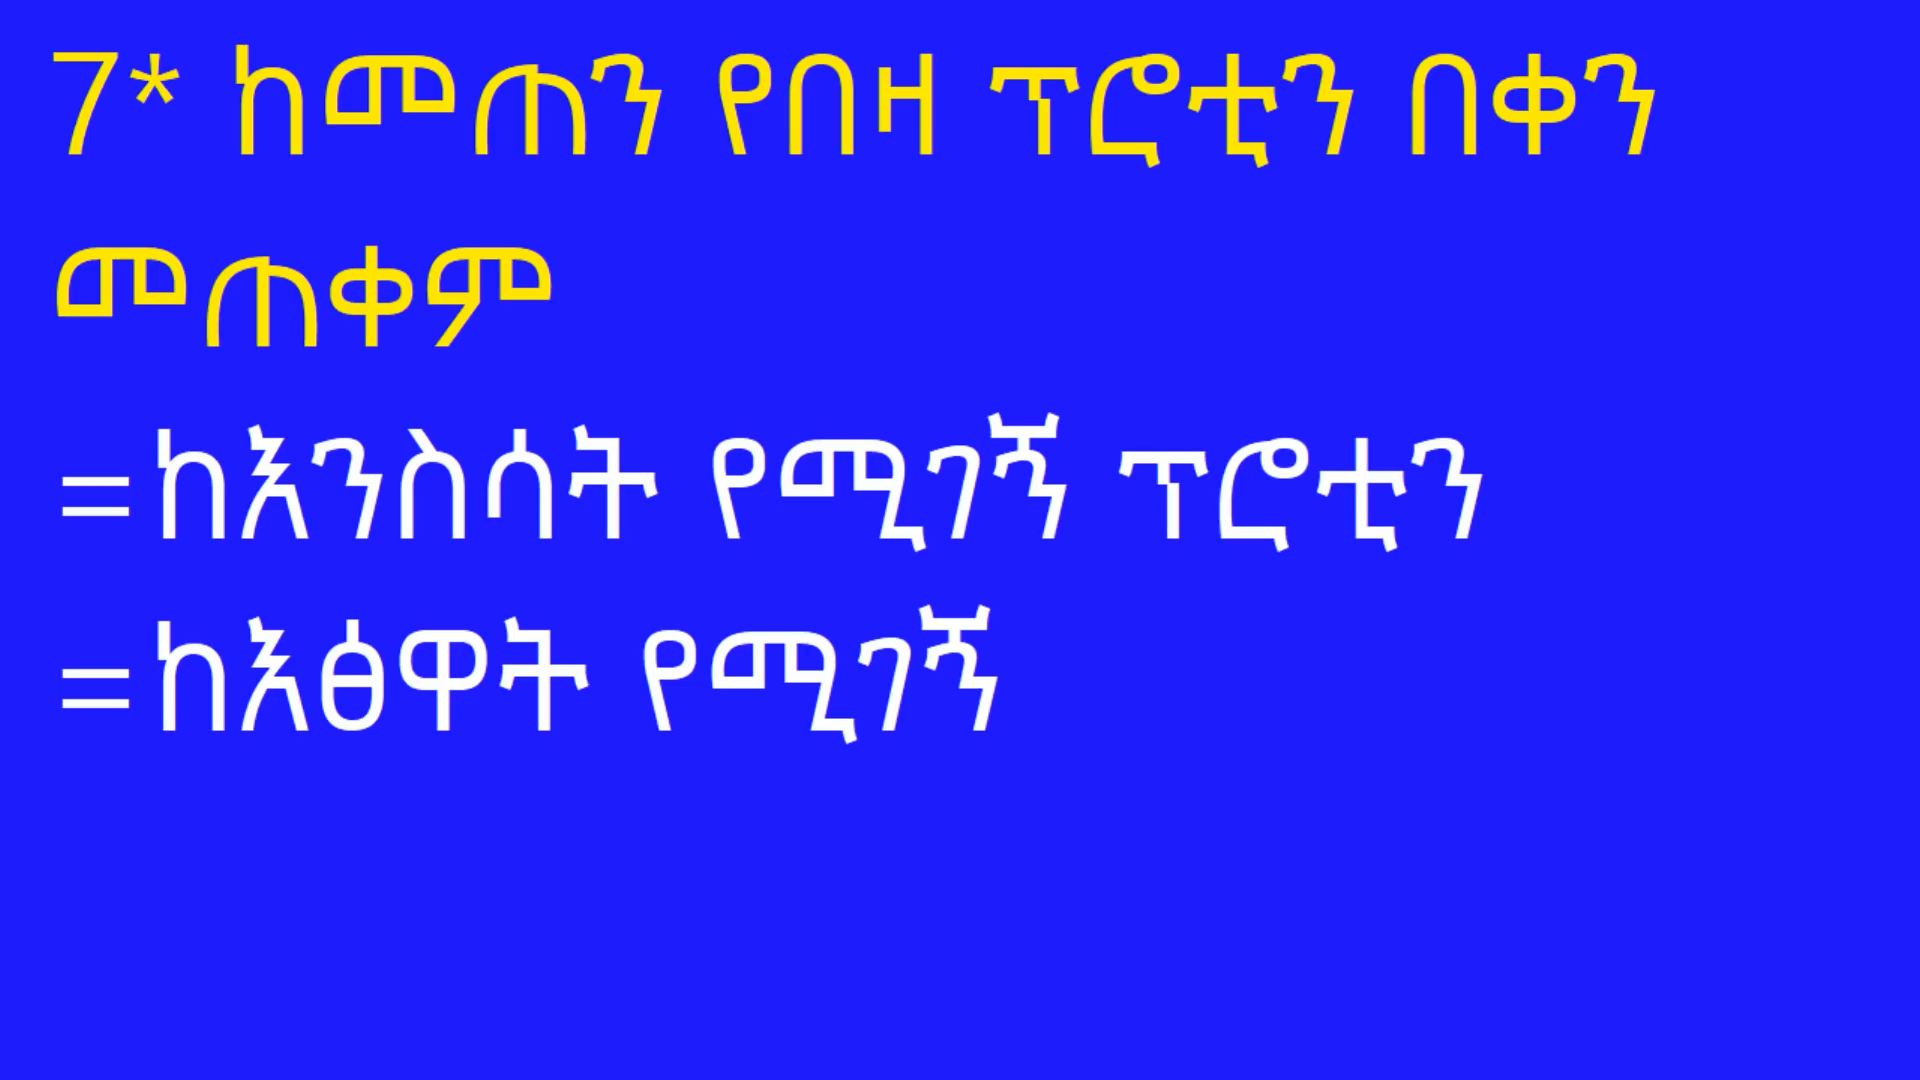 7* ከመጠን የበዛ ፕሮቲን በቀን
መጠቀም
=ከእንስሳት የሚገኝ ፕሮቲን
=ከእፅዋት የሚገኝ